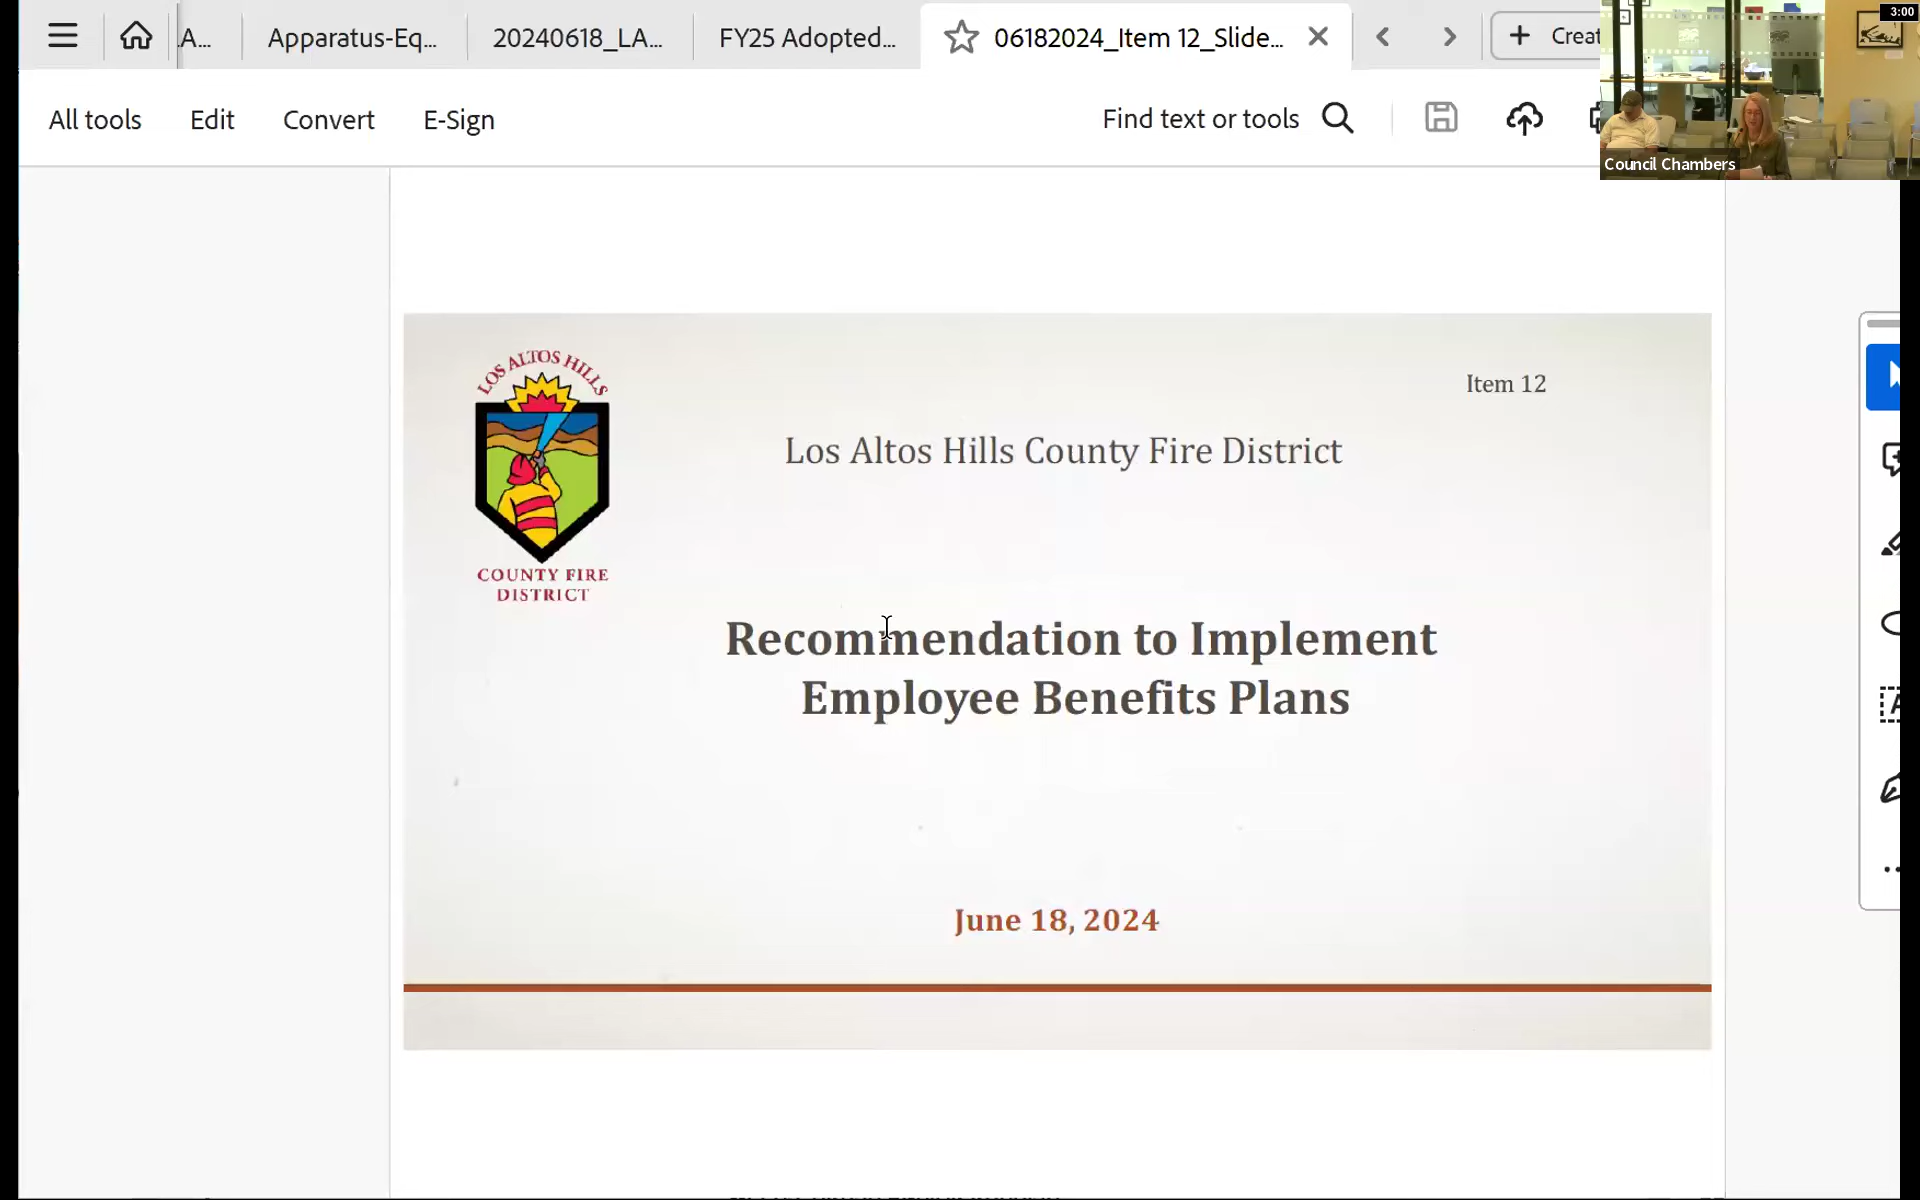 .A...
Apparatus-Eq...
20240618_LA...
FY25 Adopted...
06182024_Item 12_Slide...
Creat
3:00
All tools
Edit
Convert
E-Sign
Find text or tools
Council Chambers
LOS ALTOS HILLS
COUNTY FIRE
DISTRICT
Item 12
Los Altos Hills County Fire District
Recommendation to Implement
Employee Benefits Plans
June 18, 2024